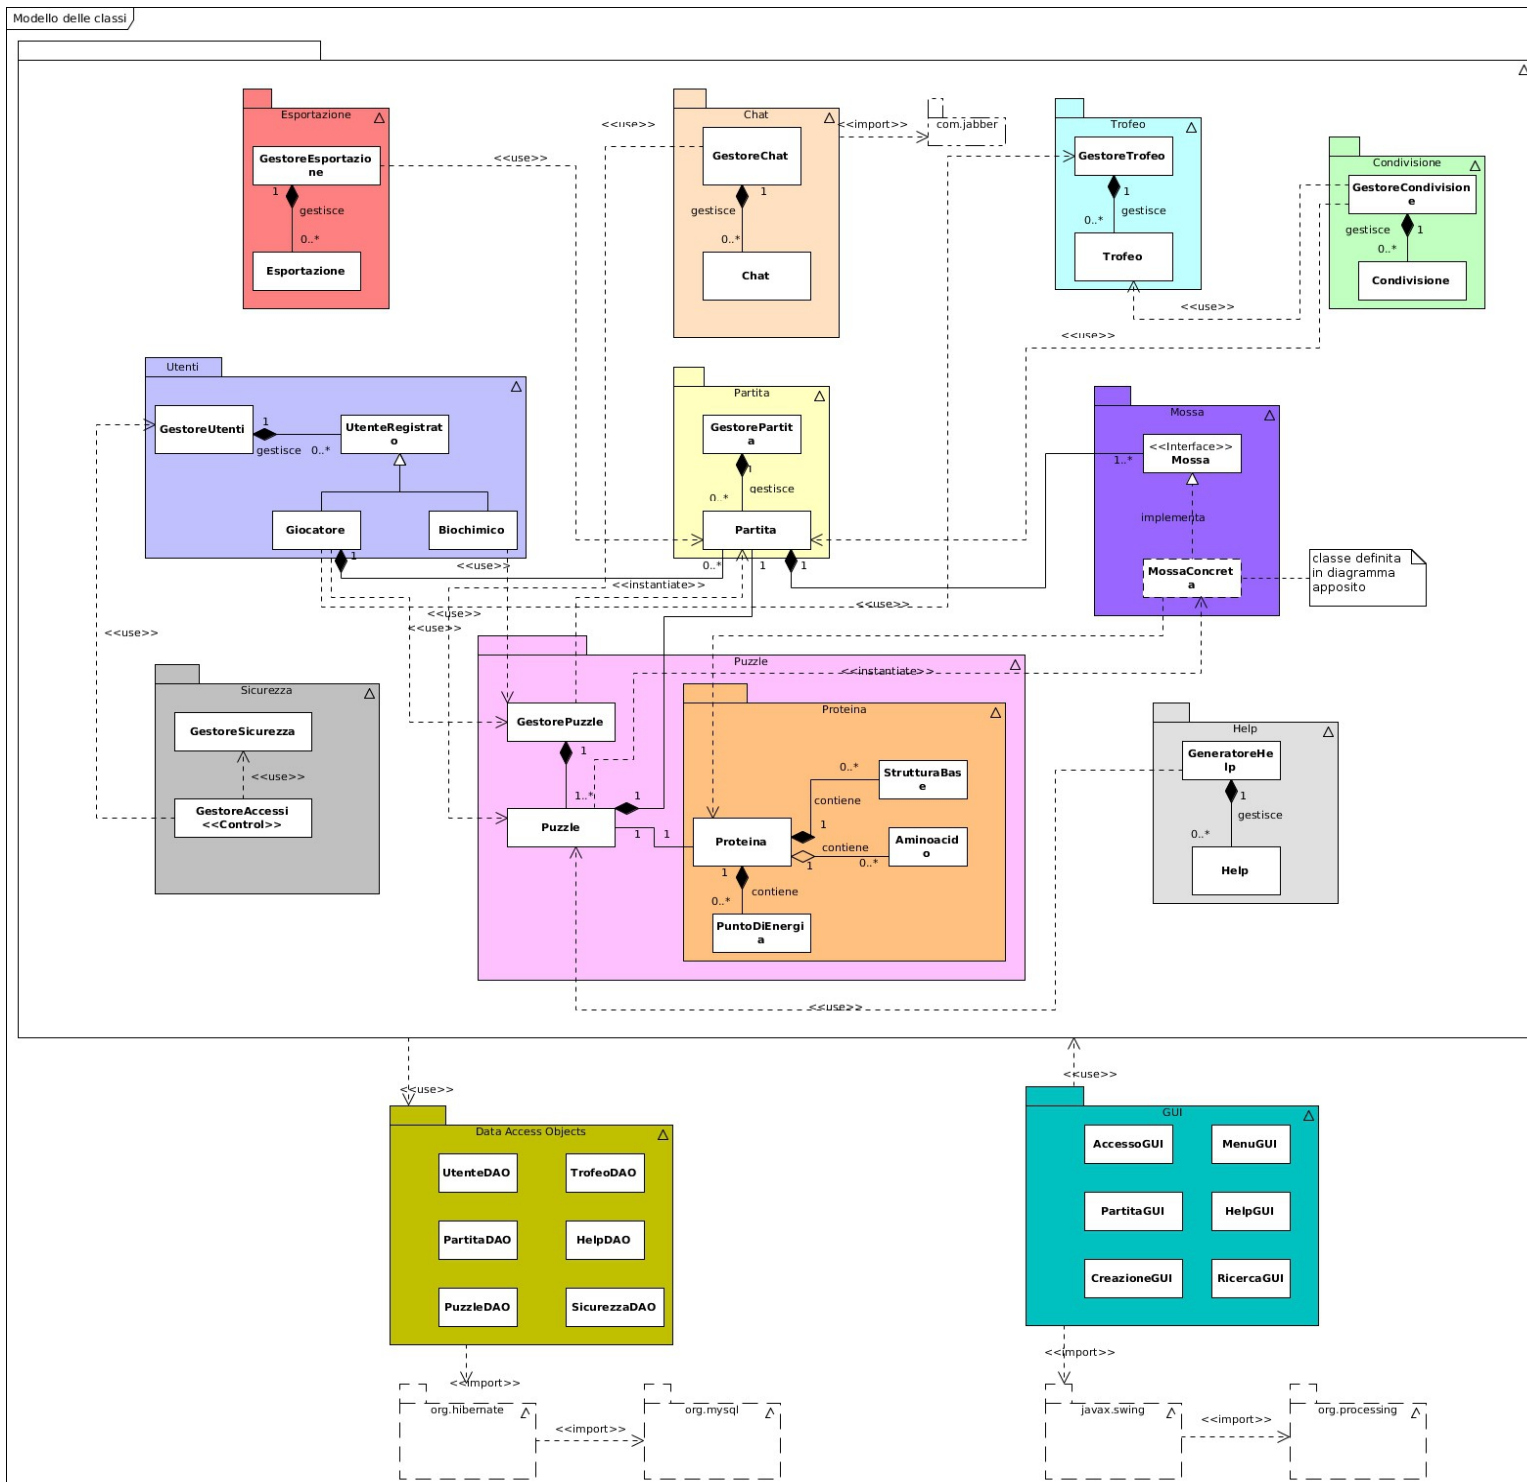 Modello delle classi
Esportazione
GestoreEsportazio
ne
1
gestisce
0..*
Esportazione
<<use>>
<<use>>
Chat
GestoreChat
1
gestisce
0..*
Chat
<<import>>
com.jabber
Trofeo
GestoreTrofeo
1
gestisce
0..*
Trofeo
Condivisione
GestoreCondivision
e
gestisce
1
0..*
Condivisione
<<use>>
<<use>>
Utenti
GestoreUtenti
1
gestisce
0..*
UtenteRegistrat
o
Giocatore
Biochimico
1
<<use>>
Partita
GestorePartit
a
1
gestisce
0..*
Partita
0..*
1
1
<<instantiate>>
<<use>>
<<use>>
<<use>>
<<use>>
Mossa
<<Interface>>
Mossa
1..*
implementa
MossaConcret
a
classe definita
in diagramma
apposito
Sicurezza
GestoreSicurezza
<<use>>
GestoreAccessi
<<Control>>
Puzzle
<<instantiate>>
GestorePuzzle
1
1..*
1
Puzzle
1
1
Proteina
StrutturaBas
e
0..*
contiene
1
Proteina
contiene
1
0..*
Aminoacid
o
1
contiene
0..*
PuntoDiEnergi
a
Help
GeneratoreHe
lp
1
gestisce
0..*
Help
<<use>>
<<use>>
<<use>>
Data Access Objects
UtenteDAO
TrofeoDAO
PartitaDAO
HelpDAO
PuzzleDAO
SicurezzaDAO
GUI
AccessoGUI
MenuGUI
PartitaGUI
HelpGUI
CreazioneGUI
RicercaGUI
<<import>>
<<import>>
org.hibernate
<<import>>
org.mysql
javax.swing
<<import>>
org.processing